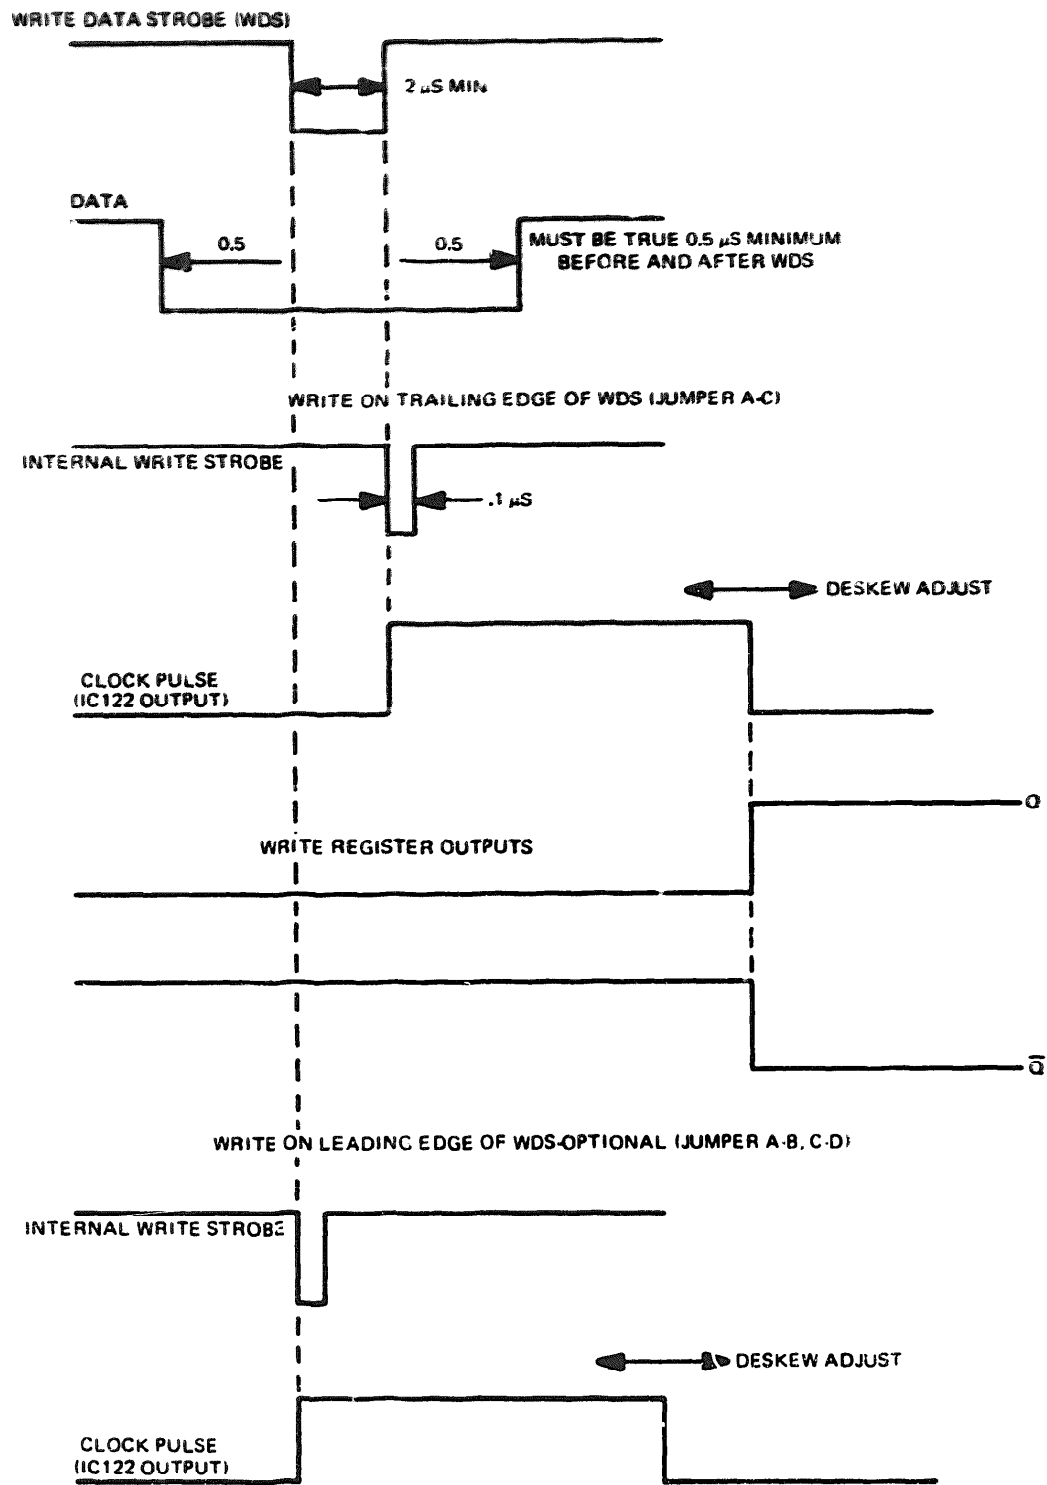 WRITE DATA STROBE (WDS)
2 µS MIN
DATA
0.5
0.5
MUST BE TRUE 0.5 µS MINIMUM
BEFORE AND AFTER WDS
WRITE ON TRAILING EDGE OF WDS (JUMPER A-C)
INTERNAL WRITE STROBE
.1 µS
DESKEW ADJUST
CLOCK PULSE
(IC122 OUTPUT)
Q
WRITE REGISTER OUTPUTS
Q̅
WRITE ON LEADING EDGE OF WDS-OPTIONAL (JUMPER A-B, C-D)
INTERNAL WRITE STROBE
DESKEW ADJUST
CLOCK PULSE
(IC122 OUTPUT)